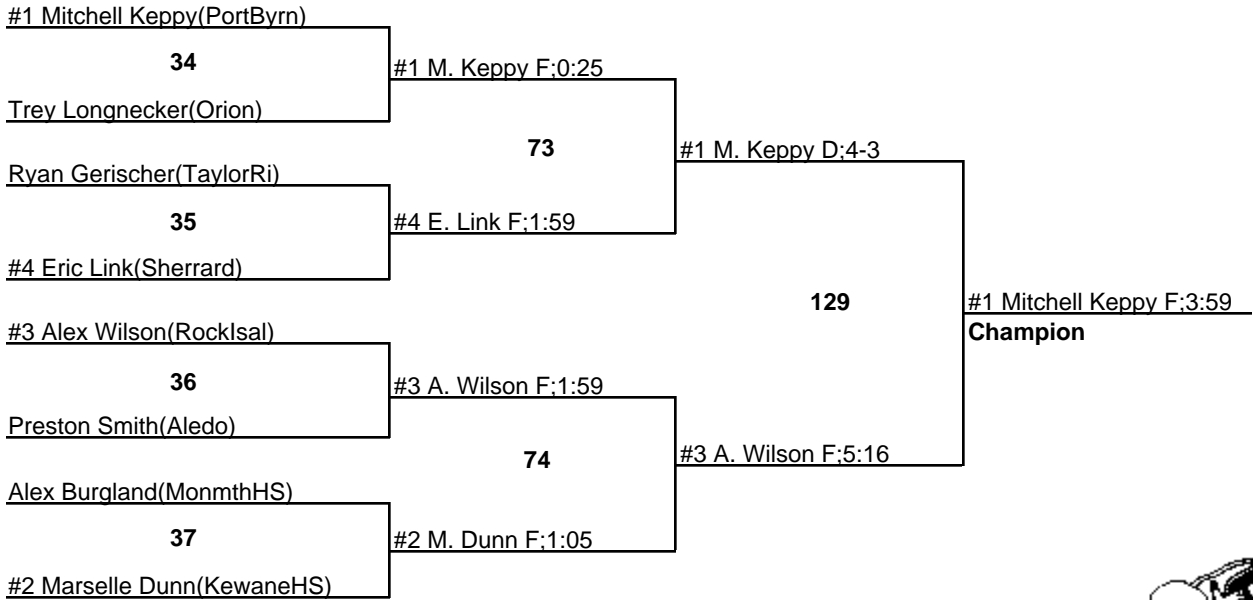 #1 Mitchell Keppy(PortByrn)
34
#1 M. Keppy F;0:25
Trey Longnecker(Orion)
73
#1 M. Keppy D;4-3
Ryan Gerischer(TaylorRi)
35
#4 E. Link F;1:59
#4 Eric Link(Sherrard)
129
#1 Mitchell Keppy F;3:59
Champion
#3 Alex Wilson(RockIsal)
36
#3 A. Wilson F;1:59
Preston Smith(Aledo)
74
#3 A. Wilson F;5:16
Alex Burgland(MonmthHS)
37
#2 M. Dunn F;1:05
#2 Marselle Dunn(KewaneHS)